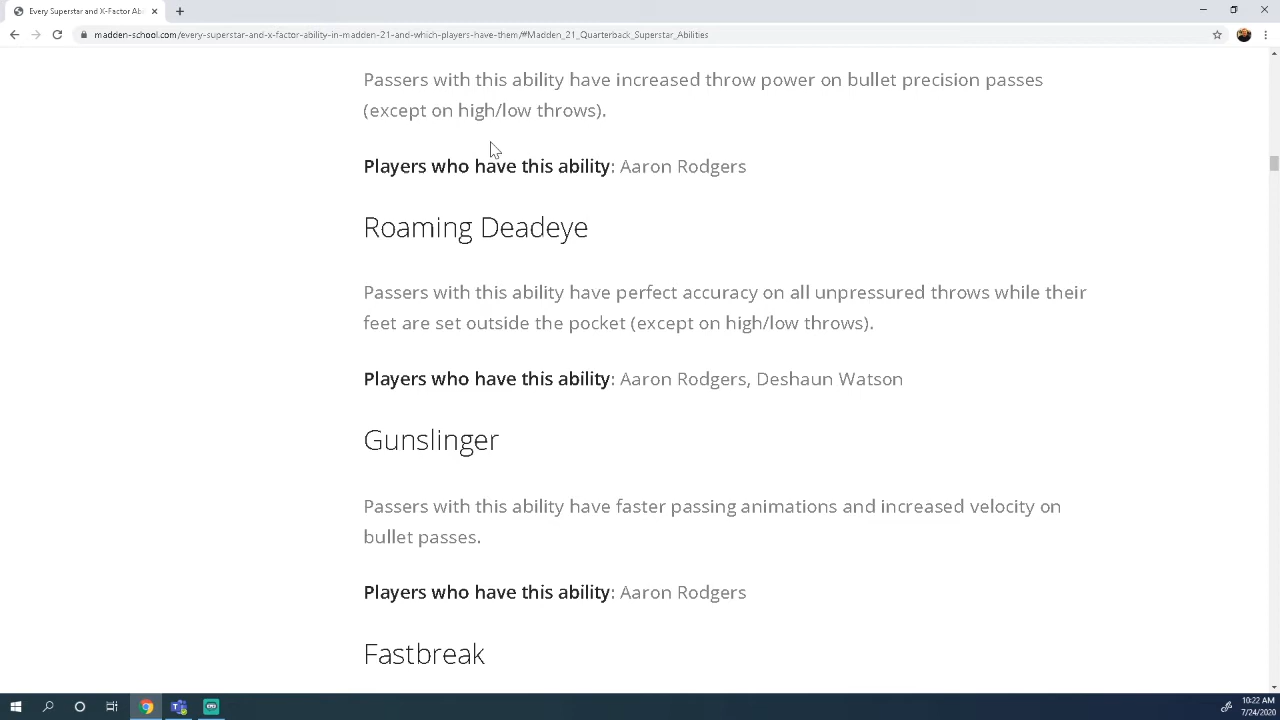 Every Superstar and X-Factor Abi
madden-school.com/every-superstar-and-x-factor-ability-in-madden-21-and-which-players-have-them/#Madden_21_Quarterback_Superstar_Abilities
Passers with this ability have increased throw power on bullet precision passes
(except on high/low throws).
Players who have this ability: Aaron Rodgers
Roaming Deadeye
Passers with this ability have perfect accuracy on all unpressured throws while their
feet are set outside the pocket (except on high/low throws).
Players who have this ability: Aaron Rodgers, Deshaun Watson
Gunslinger
Passers with this ability have faster passing animations and increased velocity on
bullet passes.
Players who have this ability: Aaron Rodgers
Fastbreak
10:22 AM
7/24/2020